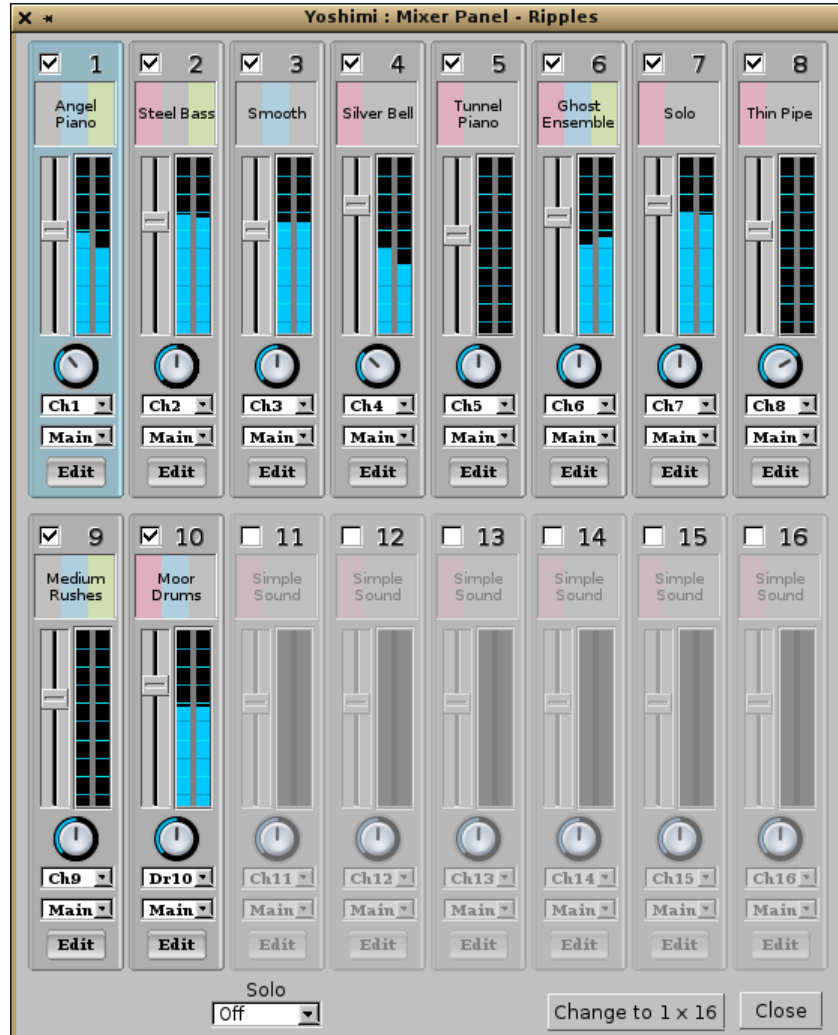 Yoshimi : Mixer Panel - Ripples
1 2 3 4 5 6 7 8
Angel Piano Steel Bass Smooth Silver Bell Tunnel Piano Ghost Ensemble Solo Thin Pipe
Ch1 Ch2 Ch3 Ch4 Ch5 Ch6 Ch7 Ch8
Main Main Main Main Main Main Main Main
Edit Edit Edit Edit Edit Edit Edit Edit
9 10 11 12 13 14 15 16
Medium Rushes Moor Drums Simple Sound Simple Sound Simple Sound Simple Sound Simple Sound Simple Sound
Ch9 Dr10 Ch11 Ch12 Ch13 Ch14 Ch15 Ch16
Main Main Main Main Main Main Main Main
Edit Edit Edit Edit Edit Edit Edit Edit
Solo
Off Change to 1 x 16 Close